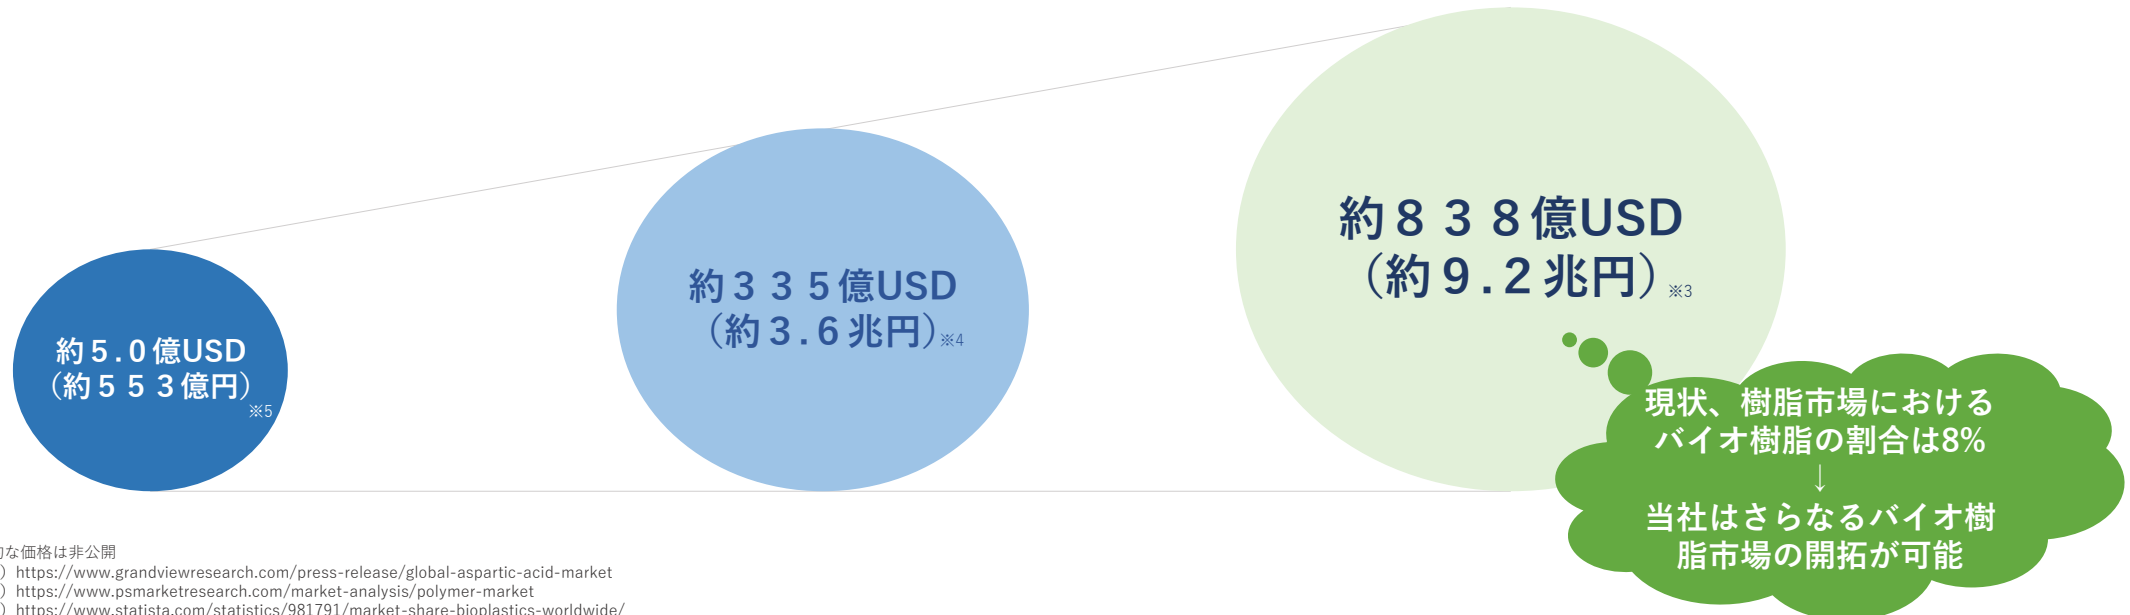 約８３８億USD
（約９.２兆円）※3
約３３５億USD
（約３.６兆円）※4
約５.０億USD
（約５５３億円）
※5
現状、樹脂市場における
バイオ樹脂の割合は8%
↓
当社はさらなるバイオ樹
脂市場の開拓が可能
な価格は非公開
）https://www.grandviewresearch.com/press-release/global-aspartic-acid-market
）https://www.psmarketresearch.com/market-analysis/polymer-market
）https://www.statista.com/statistics/981791/market-share-bioplastics-worldwide/